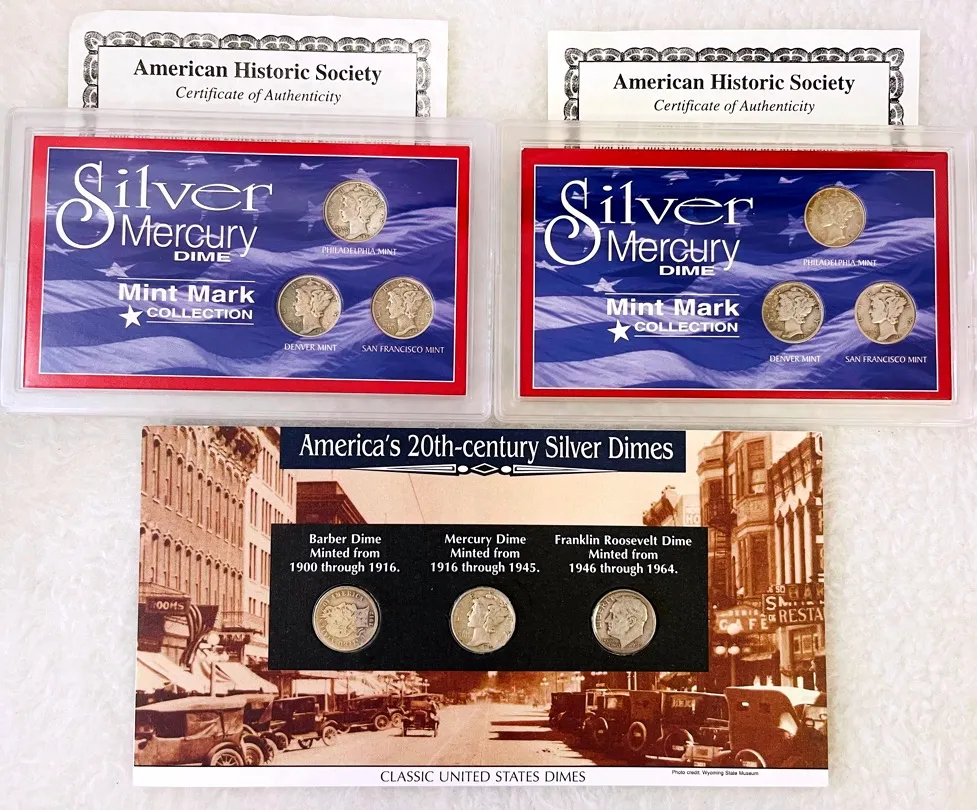 American Historic Society
Certificate of Authenticity
Silver
Mercury
DIME
Mint Mark
COLLECTION
PHILADELPHIA MINT
DENVER MINT
SAN FRANCISCO MINT
American Historic Society
Certificate of Authenticity
Silver
Mercury
DIME
Mint Mark
COLLECTION
PHILADELPHIA MINT
DENVER MINT
SAN FRANCISCO MINT
America's 20th-century Silver Dimes
Barber Dime
Minted from
1900 through 1916.
Mercury Dime
Minted from
1916 through 1945.
Franklin Roosevelt Dime
Minted from
1946 through 1964.
CAFE
RESTA
CLASSIC UNITED STATES DIMES
Photo credit: Wyoming State Museum